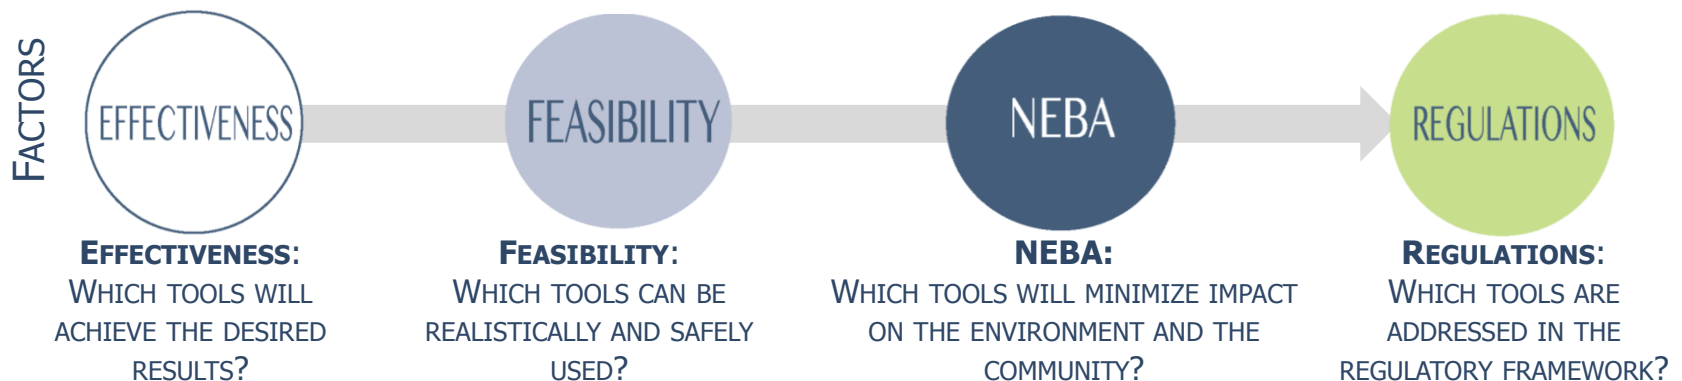 FACTORS
EFFECTIVENESS
FEASIBILITY
NEBA
REGULATIONS
EFFECTIVENESS:
WHICH TOOLS WILL
ACHIEVE THE DESIRED
RESULTS?
FEASIBILITY:
WHICH TOOLS CAN BE
REALISTICALLY AND SAFELY
USED?
NEBA:
WHICH TOOLS WILL MINIMIZE IMPACT
ON THE ENVIRONMENT AND THE
COMMUNITY?
REGULATIONS:
WHICH TOOLS ARE
ADDRESSED IN THE
REGULATORY FRAMEWORK?